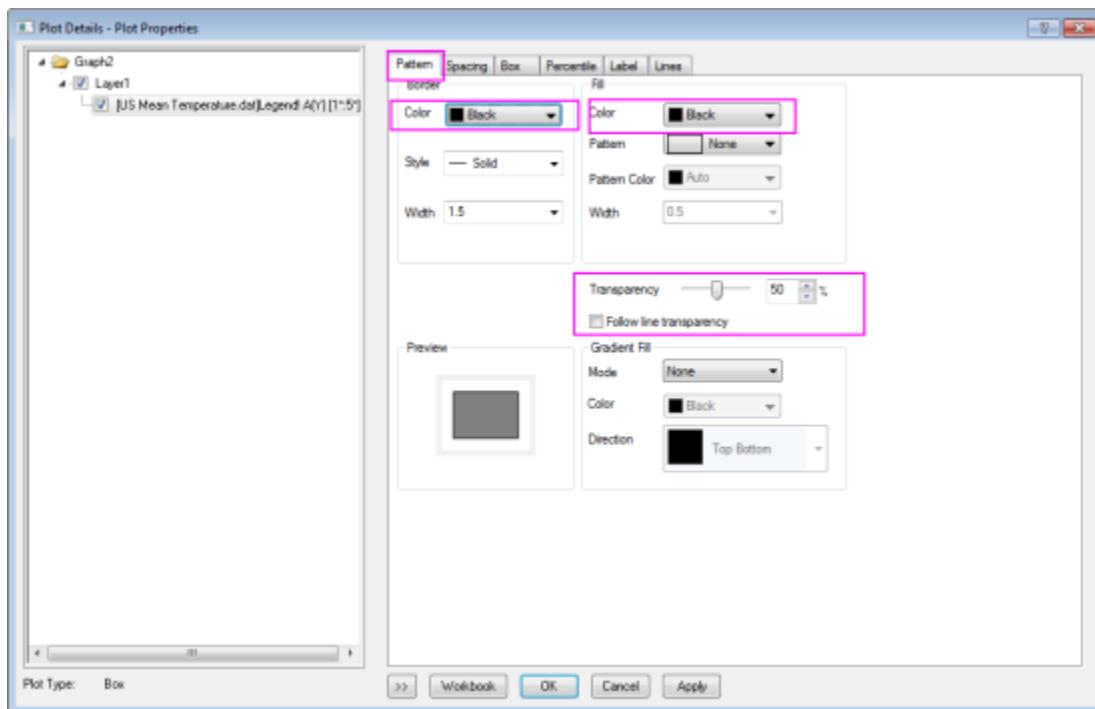 Plot Details - Plot Properties
Graph2
Layer1
[US Mean Temperature.dat]Legend! A(Y) [1*:5*]
Pattern Spacing Box Percentile Label Lines
Border Fill
Color Black Color Black
Pattern None
Style Solid
Pattern Color Auto
Width 1.5 Width 0.5
Transparency 50 %
Follow line transparency
Preview Gradient Fill
Mode None
Color Black
Direction Top Bottom
Plot Type: Box >> Workbook OK Cancel Apply